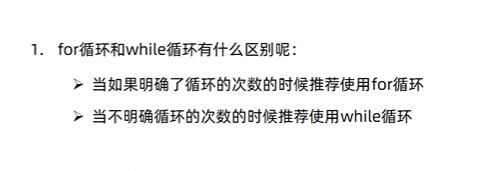 1. for循环和while循环有什么区别呢：
➢ 当如果明确了循环的次数的时候推荐使用for循环
➢ 当不明确循环的次数的时候推荐使用while循环